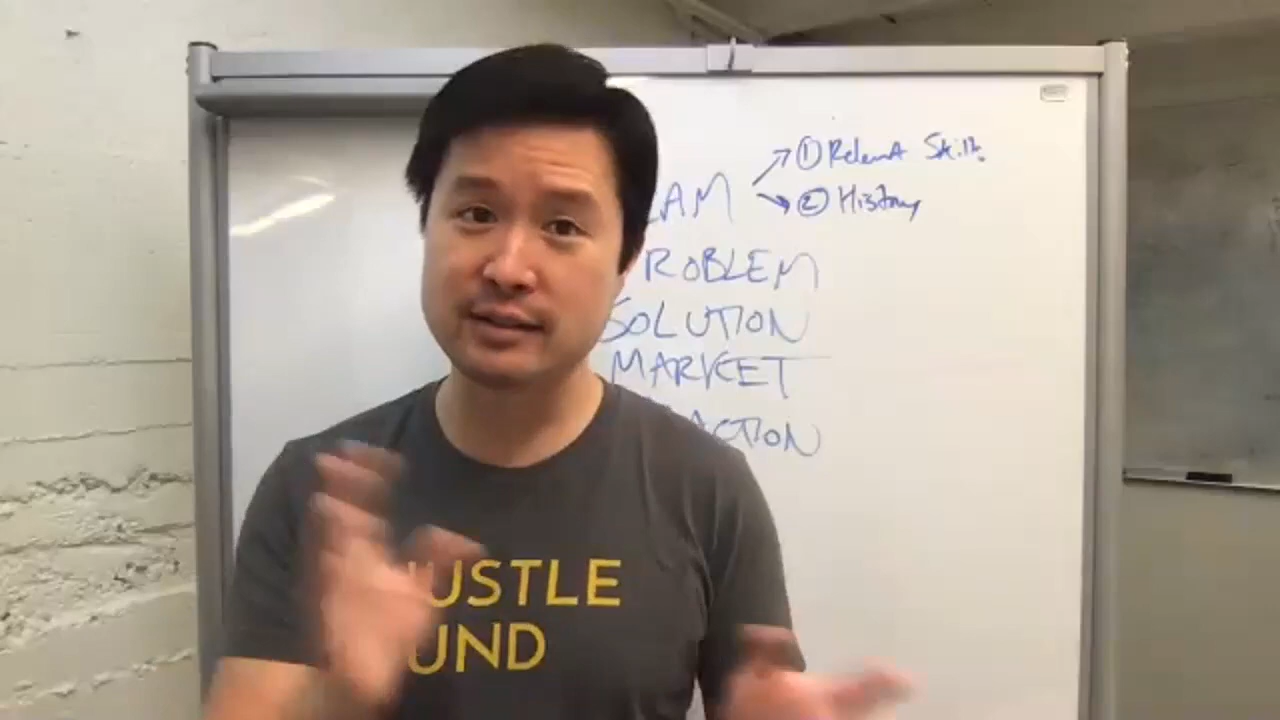 ① Relevant Skills.
EAM
② History
ROBLEM
SOLUTION
MARKET
ACTION
USTLE
UND